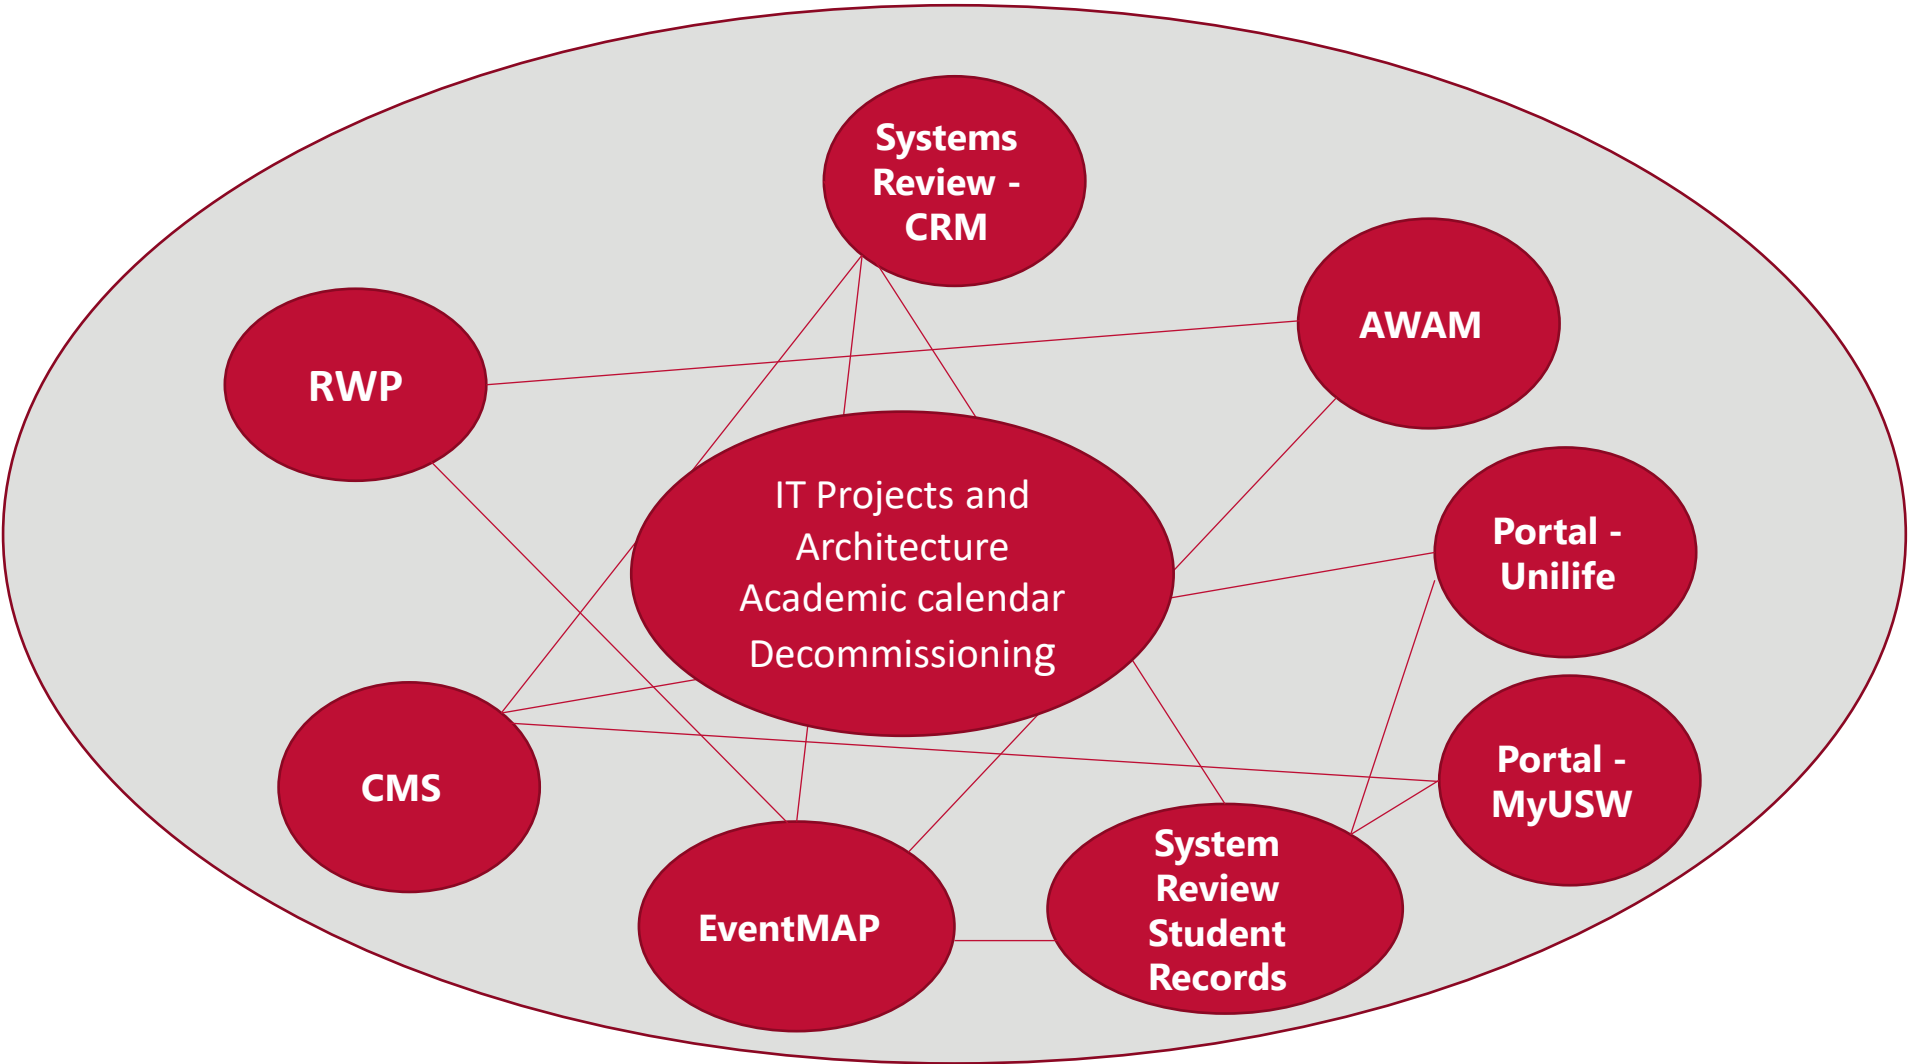 Systems
Review -
CRM
AWAM
RWP
IT Projects and
Architecture
Academic calendar
Decommissioning
Portal -
Unilife
Portal -
MyUSW
CMS
EventMAP
System
Review
Student
Records